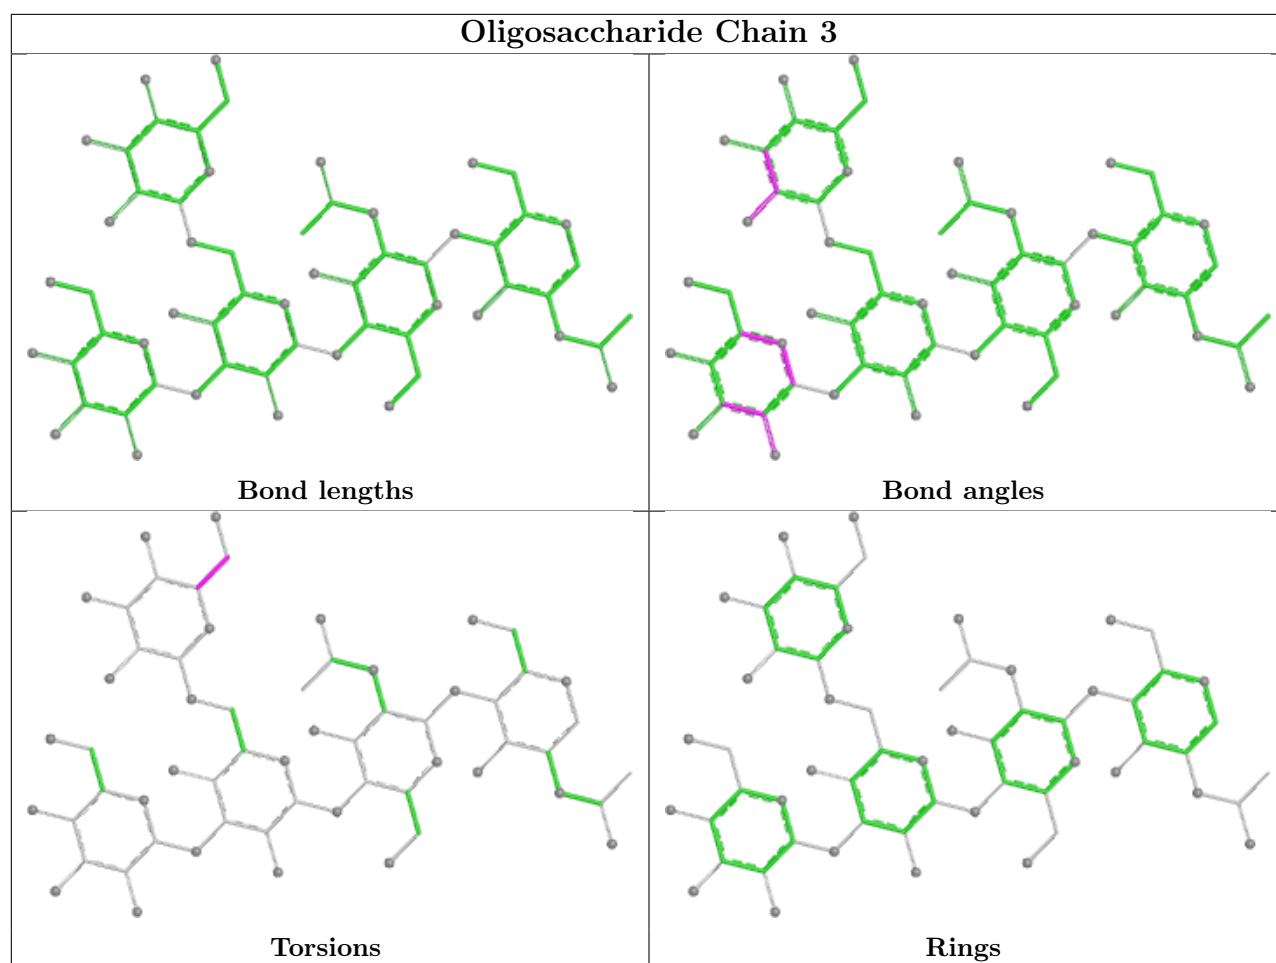 Oligosaccharide Chain 3
Bond lengths
Bond angles
Torsions
Rings